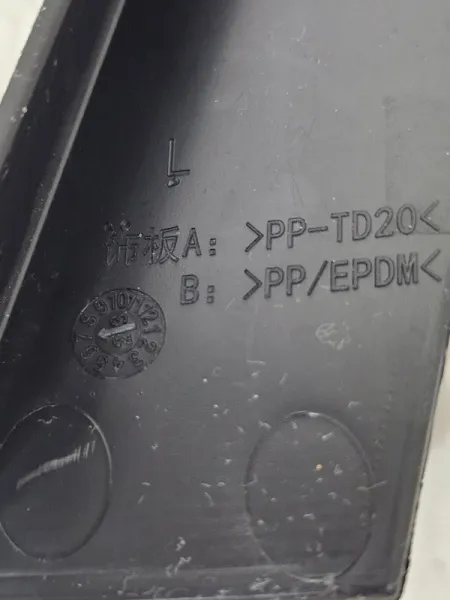 L
饰板A: >PP-TD20<
B: >PP/EPDM<